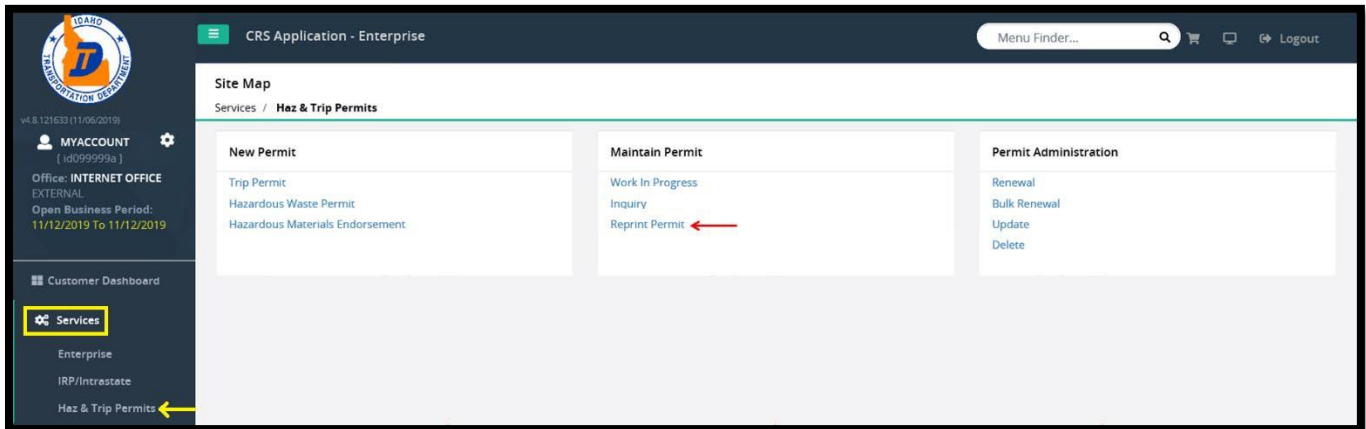 IDAHO
TRANSPORTATION DEPARTMENT
CRS Application - Enterprise
Menu Finder...
Logout
Site Map
Services / Haz & Trip Permits
v4.8.121633 (11/06/2019)
MYACCOUNT
[ id099999a ]
Office: INTERNET OFFICE
EXTERNAL
Open Business Period:
11/12/2019 To 11/12/2019
Customer Dashboard
Services
Enterprise
IRP/Intrastate
Haz & Trip Permits
New Permit
Trip Permit
Hazardous Waste Permit
Hazardous Materials Endorsement
Maintain Permit
Work In Progress
Inquiry
Reprint Permit
Permit Administration
Renewal
Bulk Renewal
Update
Delete